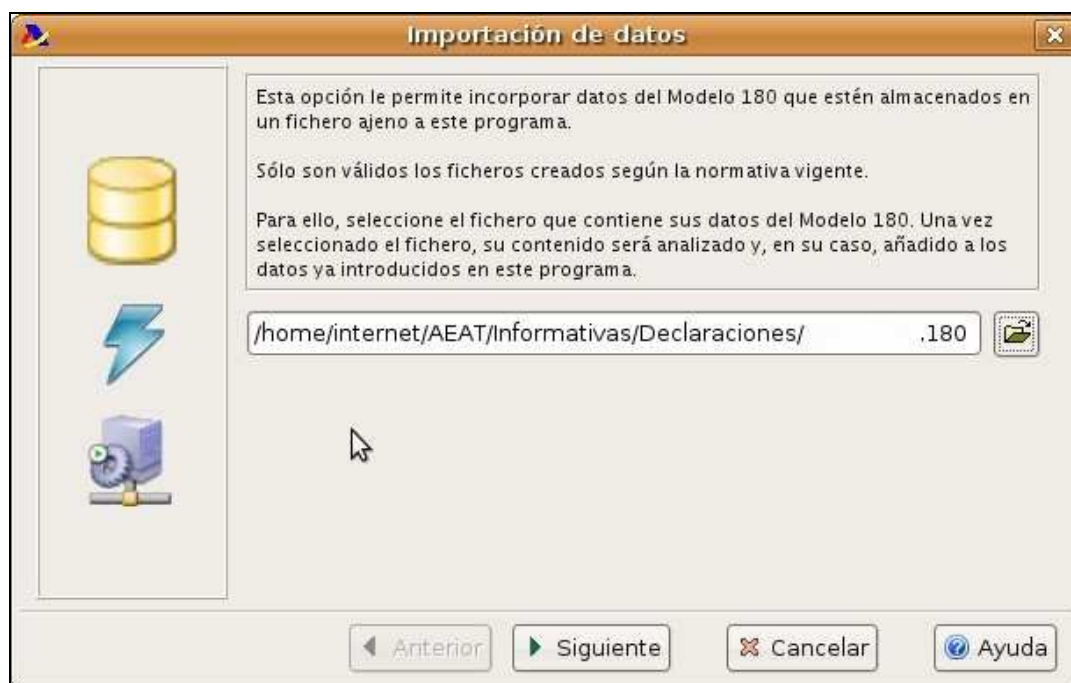 Importación de datos
Esta opción le permite incorporar datos del Modelo 180 que estén almacenados en
un fichero ajeno a este programa.
Sólo son válidos los ficheros creados según la normativa vigente.
Para ello, seleccione el fichero que contiene sus datos del Modelo 180. Una vez
seleccionado el fichero, su contenido será analizado y, en su caso, añadido a los
datos ya introducidos en este programa.
/home/internet/AEAT/Informativas/Declaraciones/ .180
Anterior Siguiente Cancelar Ayuda